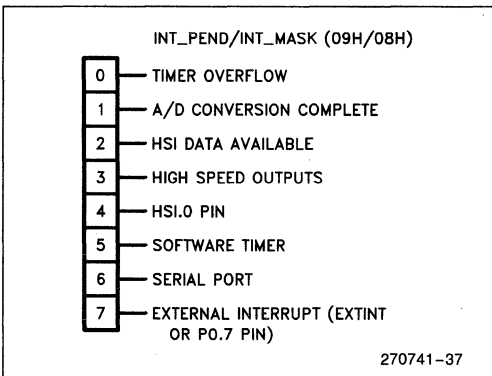 INT_PEND/INT_MASK (09H/08H)
0 TIMER OVERFLOW
1 A/D CONVERSION COMPLETE
2 HSI DATA AVAILABLE
3 HIGH SPEED OUTPUTS
4 HSI.0 PIN
5 SOFTWARE TIMER
6 SERIAL PORT
7 EXTERNAL INTERRUPT (EXTINT
OR P0.7 PIN)
270741-37